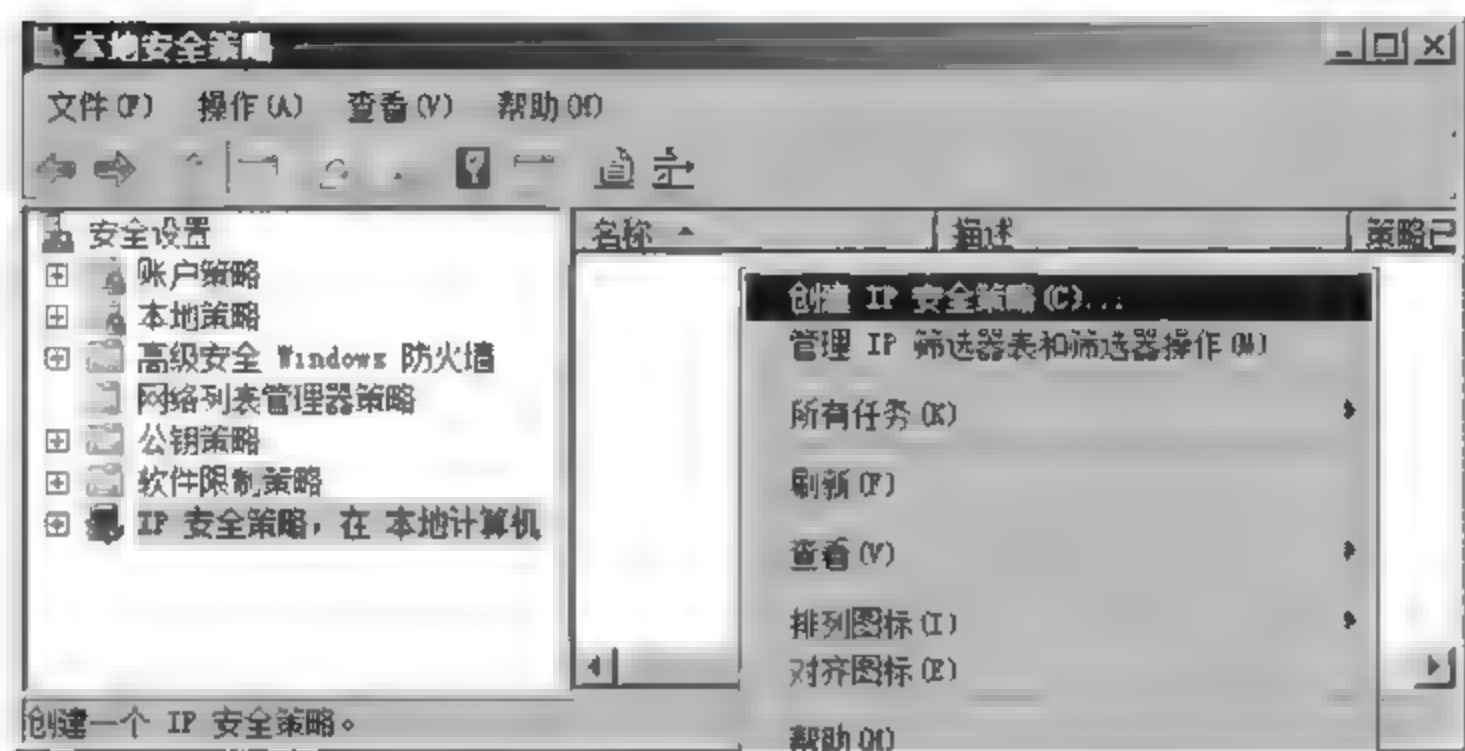 本地安全策略
文件(F) 操作(A) 查看(V) 帮助(H)
名称 描述 策略已
安全设置
账户策略
本地策略
高级安全 Windows 防火墙
网络列表管理器策略
公钥策略
软件限制策略
IP 安全策略，在 本地计算机
创建 IP 安全策略(C)...
管理 IP 筛选器表和筛选器操作(M)
所有任务(K)
刷新(F)
查看(V)
排列图标(I)
对齐图标(E)
帮助(H)
创建一个 IP 安全策略。